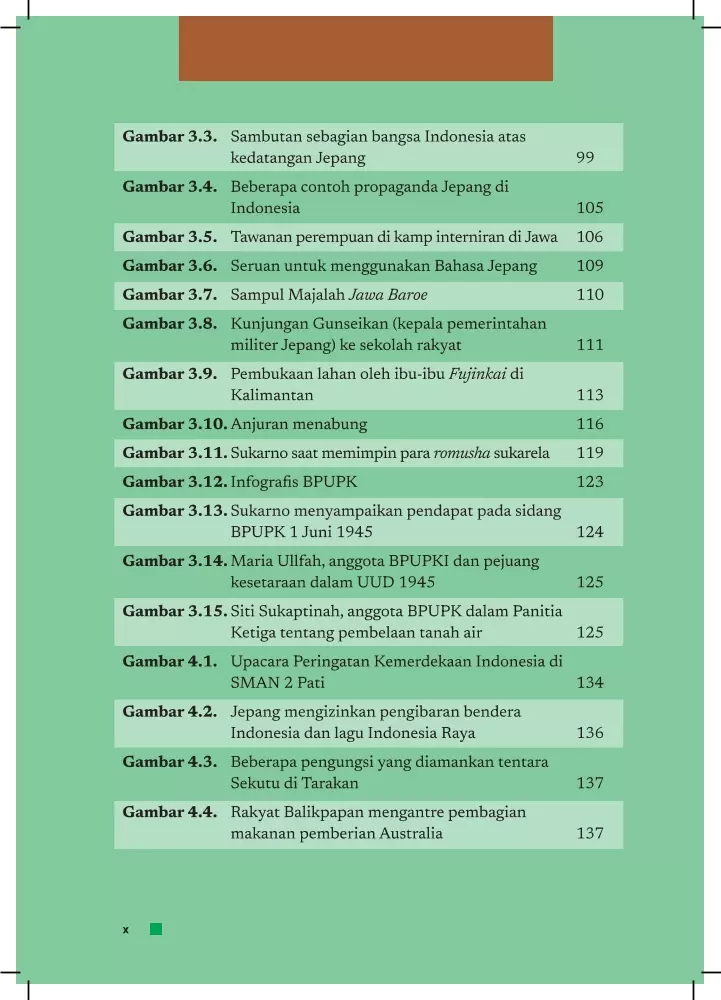 Gambar 3.3. Sambutan sebagian bangsa Indonesia atas
kedatangan Jepang 99
Gambar 3.4. Beberapa contoh propaganda Jepang di
Indonesia 105
Gambar 3.5. Tawanan perempuan di kamp interniran di Jawa 106
Gambar 3.6. Seruan untuk menggunakan Bahasa Jepang 109
Gambar 3.7. Sampul Majalah Jawa Baroe 110
Gambar 3.8. Kunjungan Gunseikan (kepala pemerintahan
militer Jepang) ke sekolah rakyat 111
Gambar 3.9. Pembukaan lahan oleh ibu-ibu Fujinkai di
Kalimantan 113
Gambar 3.10. Anjuran menabung 116
Gambar 3.11. Sukarno saat memimpin para romusha sukarela 119
Gambar 3.12. Infografis BPUPK 123
Gambar 3.13. Sukarno menyampaikan pendapat pada sidang
BPUPK 1 Juni 1945 124
Gambar 3.14. Maria Ullfah, anggota BPUPKI dan pejuang
kesetaraan dalam UUD 1945 125
Gambar 3.15. Siti Sukaptinah, anggota BPUPK dalam Panitia
Ketiga tentang pembelaan tanah air 125
Gambar 4.1. Upacara Peringatan Kemerdekaan Indonesia di
SMAN 2 Pati 134
Gambar 4.2. Jepang mengizinkan pengibaran bendera
Indonesia dan lagu Indonesia Raya 136
Gambar 4.3. Beberapa pengungsi yang diamankan tentara
Sekutu di Tarakan 137
Gambar 4.4. Rakyat Balikpapan mengantre pembagian
makanan pemberian Australia 137
x